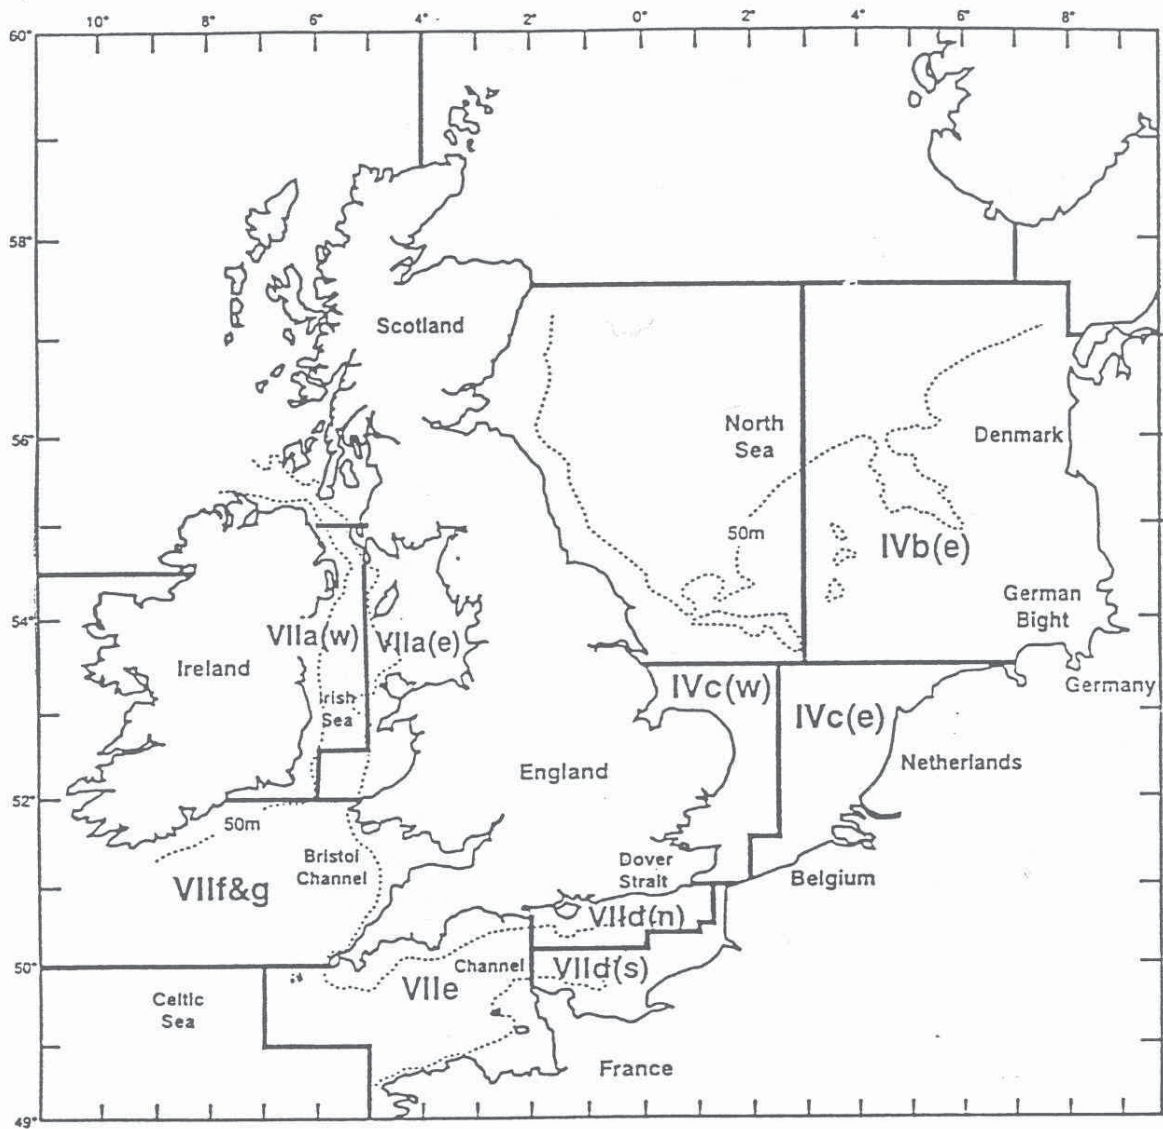 10°
8°
6°
4°
2°
0°
2°
4°
6°
8°
60°
58°
Scotland
North
Sea
56°
Denmark
50m
IVb(e)
German
Bight
54°
VIIa(w)
VIIa(e)
Ireland
Germany
IVc(w)
Irish
Sea
IVc(e)
Netherlands
England
52°
50m
Bristol
Channel
Dover
Strait
Belgium
VIIf&g
VIId(n)
50°
Channel
VIId(s)
VIIe
Celtic
Sea
France
49°